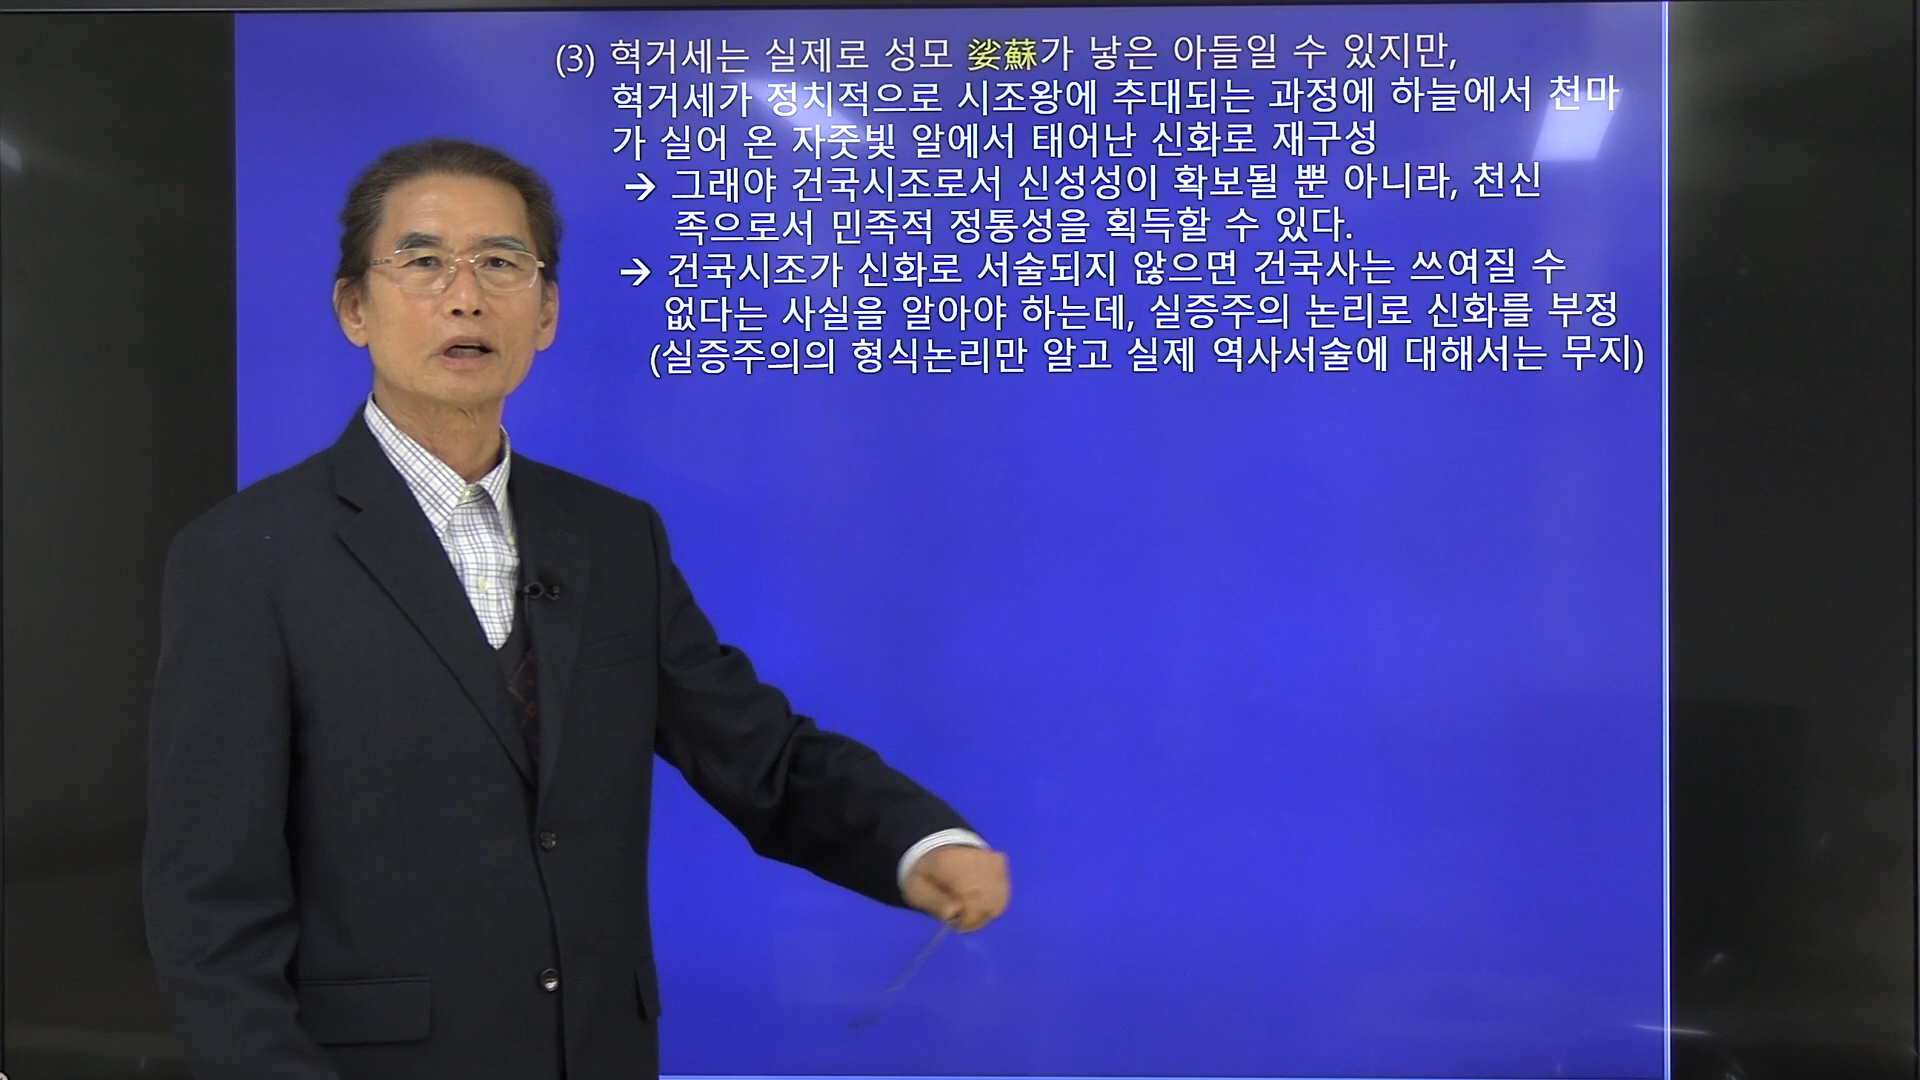 (3) 혁거세는 실제로 성모 娑蘇가 낳은 아들일 수 있지만,
혁거세가 정치적으로 시조왕에 추대되는 과정에 하늘에서 천마
가 실어 온 자줏빛 알에서 태어난 신화로 재구성
→ 그래야 건국시조로서 신성성이 확보될 뿐 아니라, 천신
족으로서 민족적 정통성을 획득할 수 있다.
→ 건국시조가 신화로 서술되지 않으면 건국사는 쓰여질 수
없다는 사실을 알아야 하는데, 실증주의 논리로 신화를 부정
(실증주의의 형식논리만 알고 실제 역사서술에 대해서는 무지)